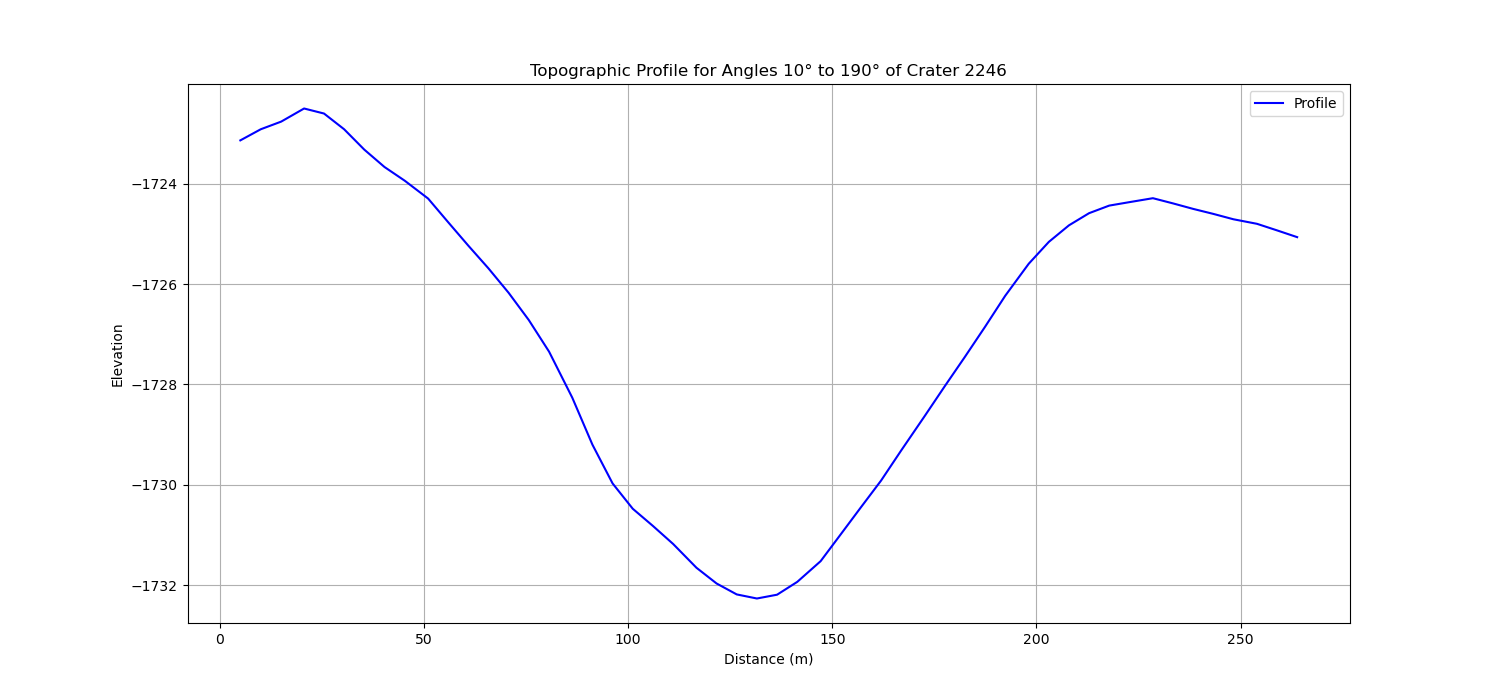 Topographic Profile for Angles 10° to 190° of Crater 2246
Profile
−1724
−1726
−1728
−1730
−1732
Elevation
0 50 100 150 200 250
Distance (m)